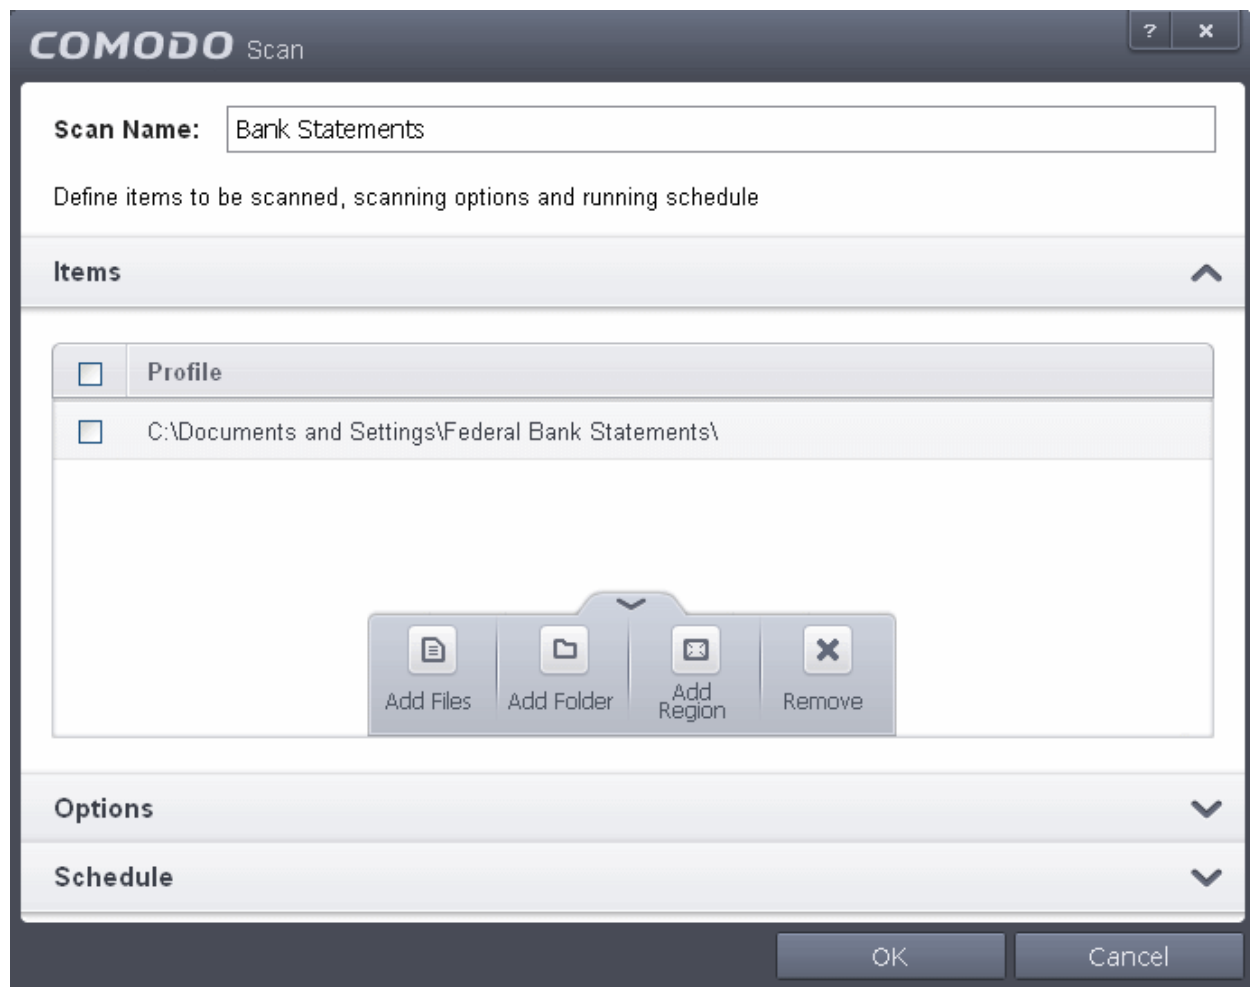 COMODO Scan
?
Scan Name: Bank Statements
Define items to be scanned, scanning options and running schedule
Items
Profile
C:\Documents and Settings\Federal Bank Statements\
Add Files
Add Folder
Add
Region
Remove
Options
Schedule
OK
Cancel